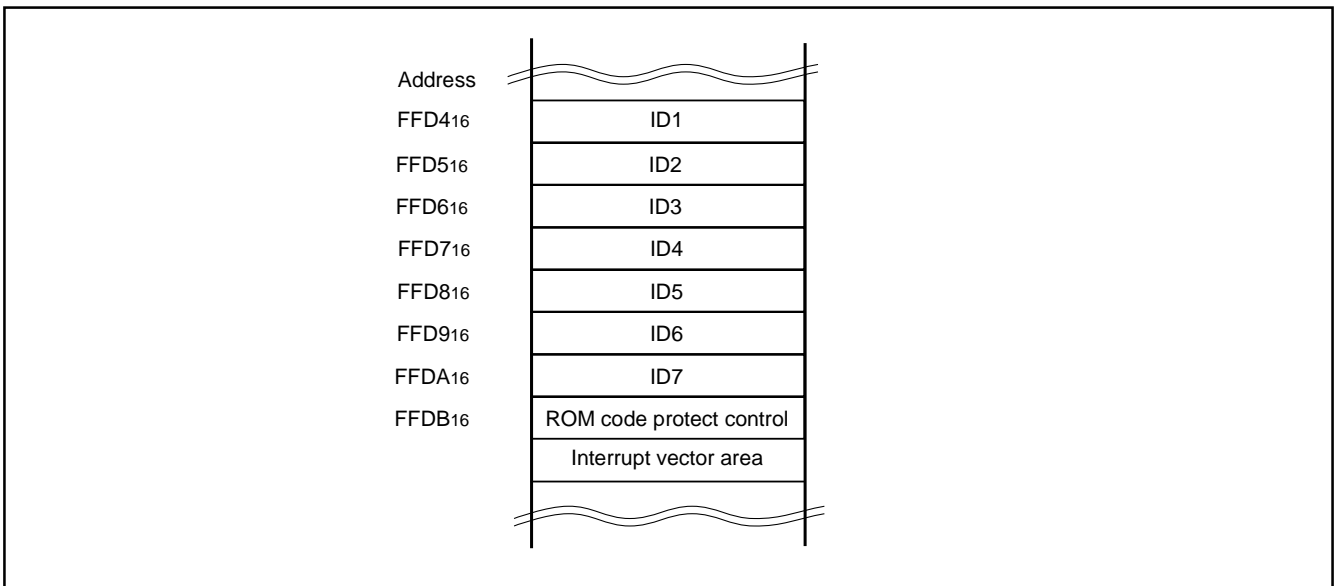 Address
FFD416 ID1
FFD516 ID2
FFD616 ID3
FFD716 ID4
FFD816 ID5
FFD916 ID6
FFDA16 ID7
FFDB16 ROM code protect control
Interrupt vector area